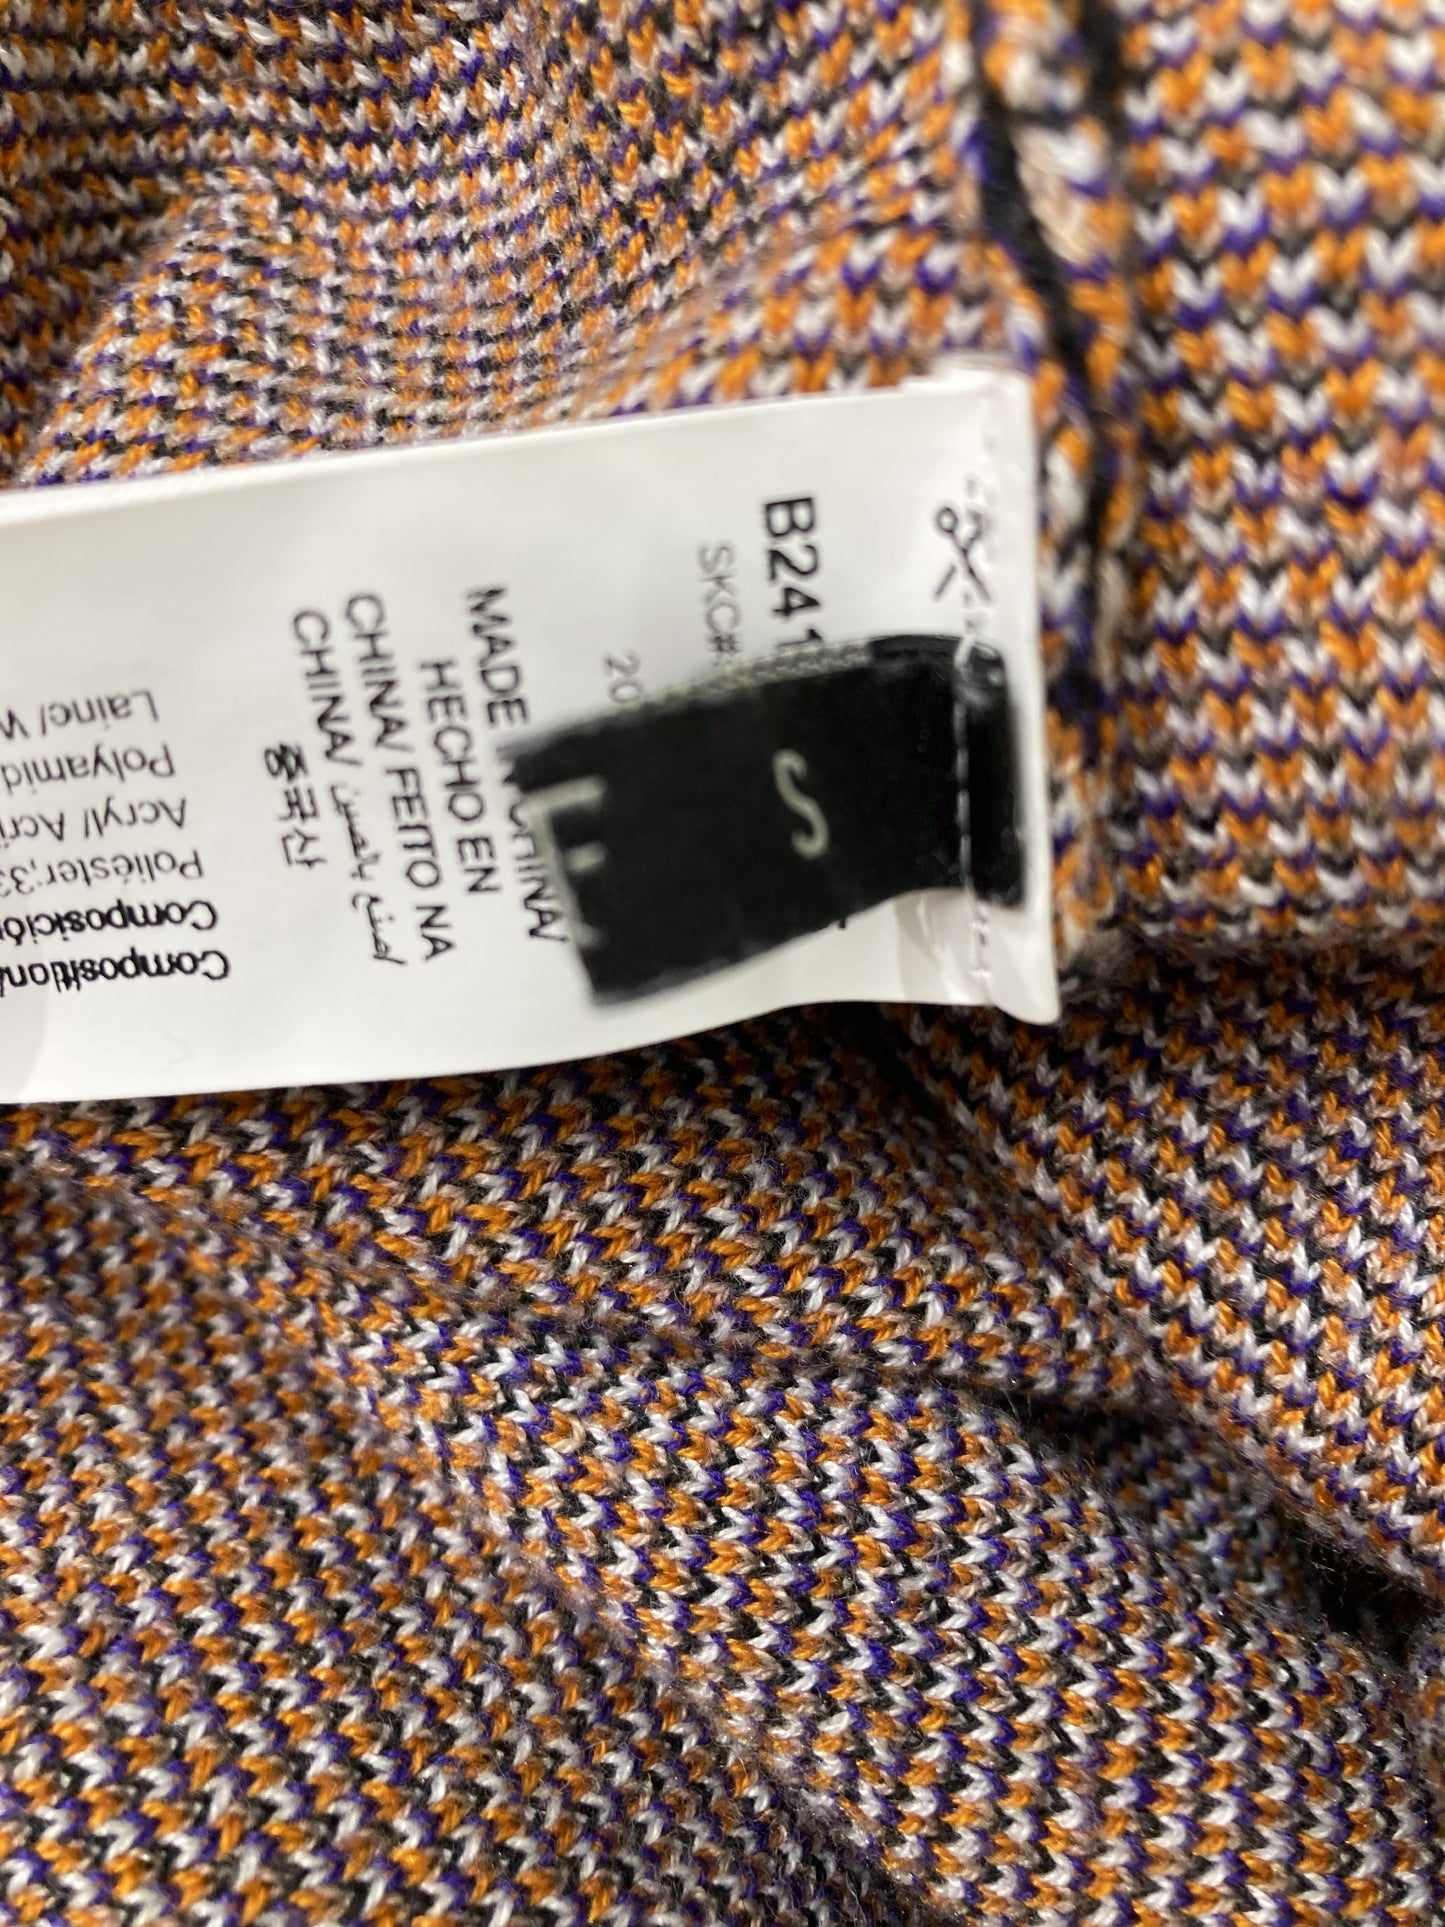 B241
SKC#:
20
MADE IN CHINA/
HECHO EN
CHINA/ FEITO NA
CHINA/ صنع بالصين/
중국산
S
Composition/
Composición
Poliéster;33
Acryl/ Acri
Polyamid
Laine/ W